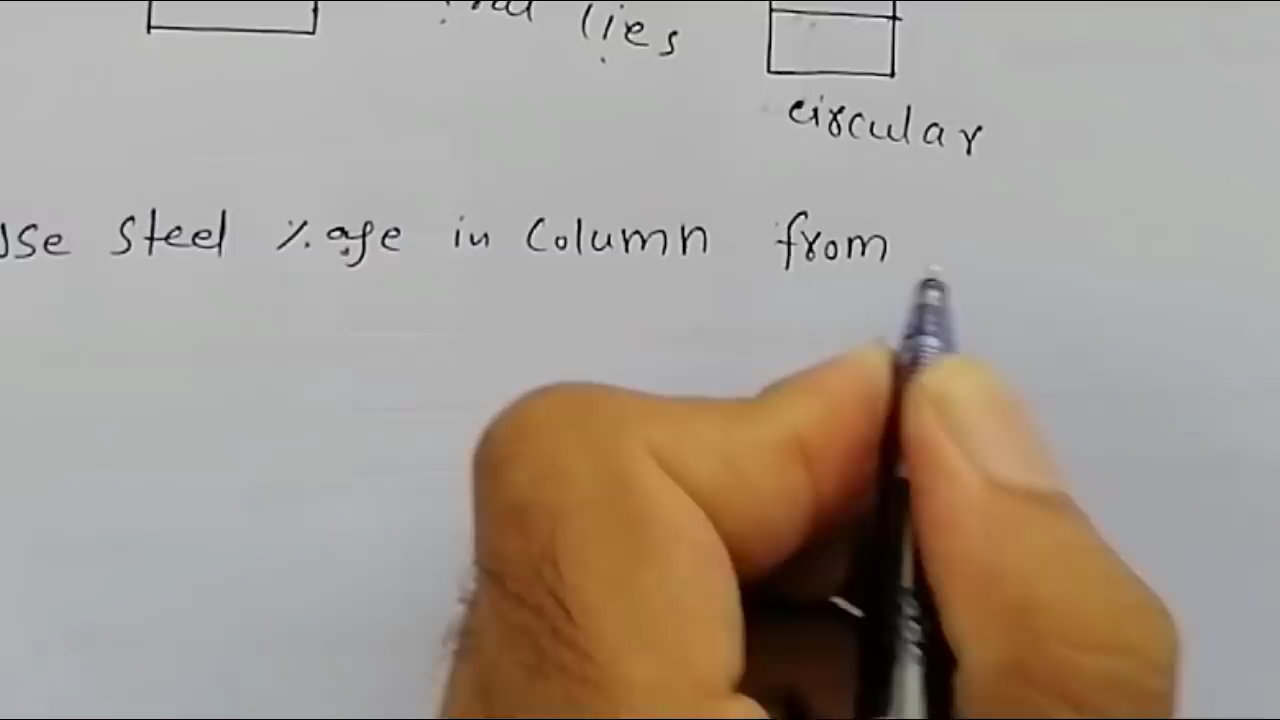 lies
circular
Use Steel %age in Column from